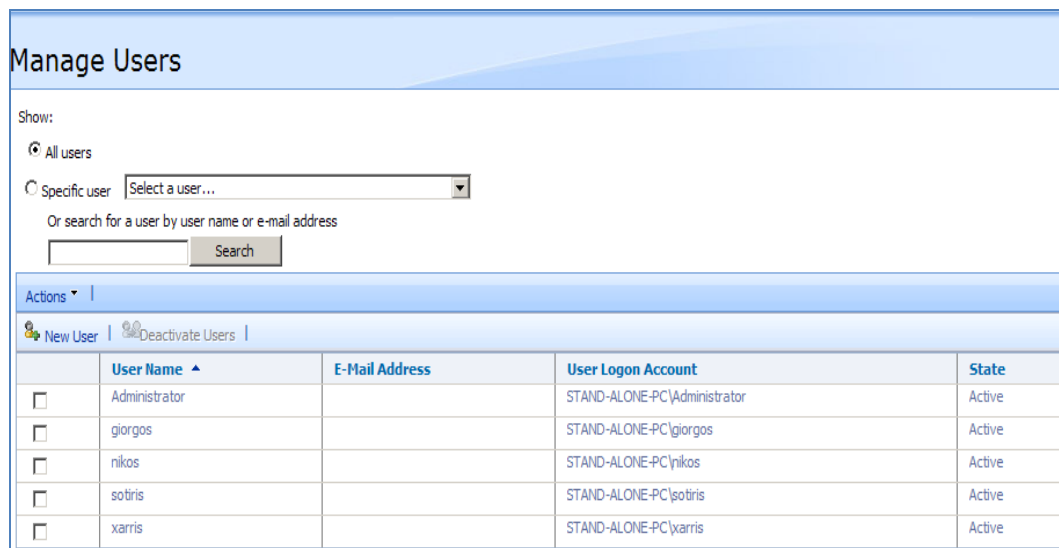 Manage Users
Show:
All users
Specific user Select a user...
Or search for a user by user name or e-mail address
Search
Actions
New User Deactivate Users
User Name E-Mail Address User Logon Account State
Administrator STAND-ALONE-PC\Administrator Active
giorgos STAND-ALONE-PC\giorgos Active
nikos STAND-ALONE-PC\nikos Active
sotiris STAND-ALONE-PC\sotiris Active
xarris STAND-ALONE-PC\xarris Active